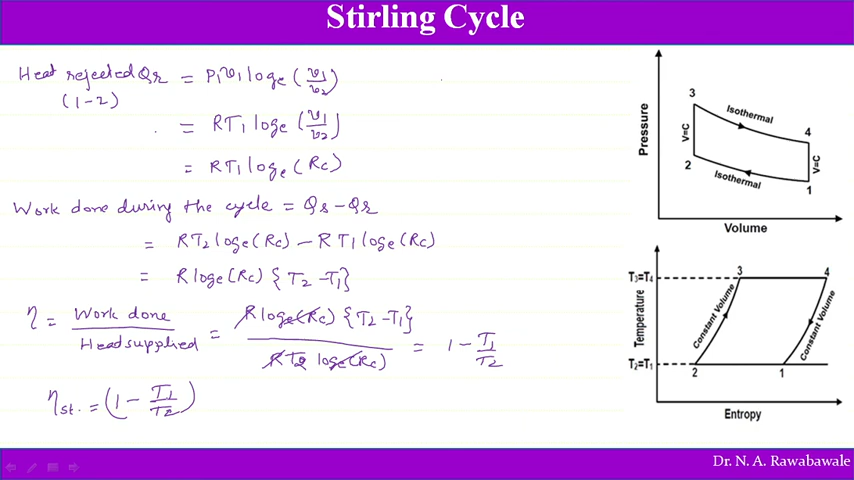 Stirling Cycle
Heat rejected Qr = P₁v₁ logₑ (v₁/v₂)
(1-2)
= RT₁ logₑ (v₁/v₂)
= RT₁ logₑ (Rc)
Work done during the cycle = Qs - Qr
= RT₂ logₑ(Rc) - RT₁ logₑ(Rc)
= R logₑ(Rc) {T₂ - T₁}
η = Work done / Head supplied = R logₑ(Rc) {T₂ - T₁} / RT₂ logₑ(Rc) = 1 - T₁/T₂
ηst. = (1 - T₁/T₂)
Pressure
3
Isothermal
4
V=C
V=C
2
Isothermal
1
Volume
Temperature
T₃=T₄
3
4
Constant Volume
Constant Volume
T₂=T₁
2
1
Entropy
Dr. N. A. Rawabawale